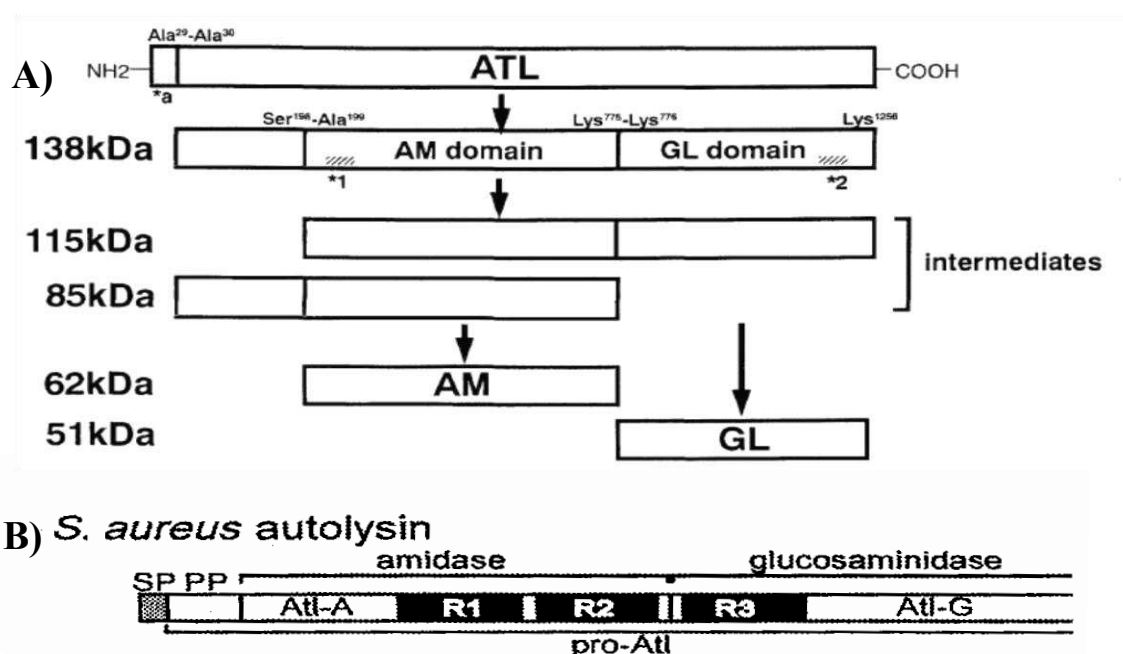 A)
Ala²⁹-Ala³⁰
NH2 ATL COOH
*a
Ser¹⁹⁸-Ala¹⁹⁹ Lys⁷⁷⁵-Lys⁷⁷⁶ Lys¹²⁵⁶
138kDa AM domain GL domain
*1 *2
115kDa
intermediates
85kDa
62kDa AM
51kDa GL
B) S. aureus autolysin
amidase glucosaminidase
SP PP
Atl-A R1 R2 R3 Atl-G
pro-Atl